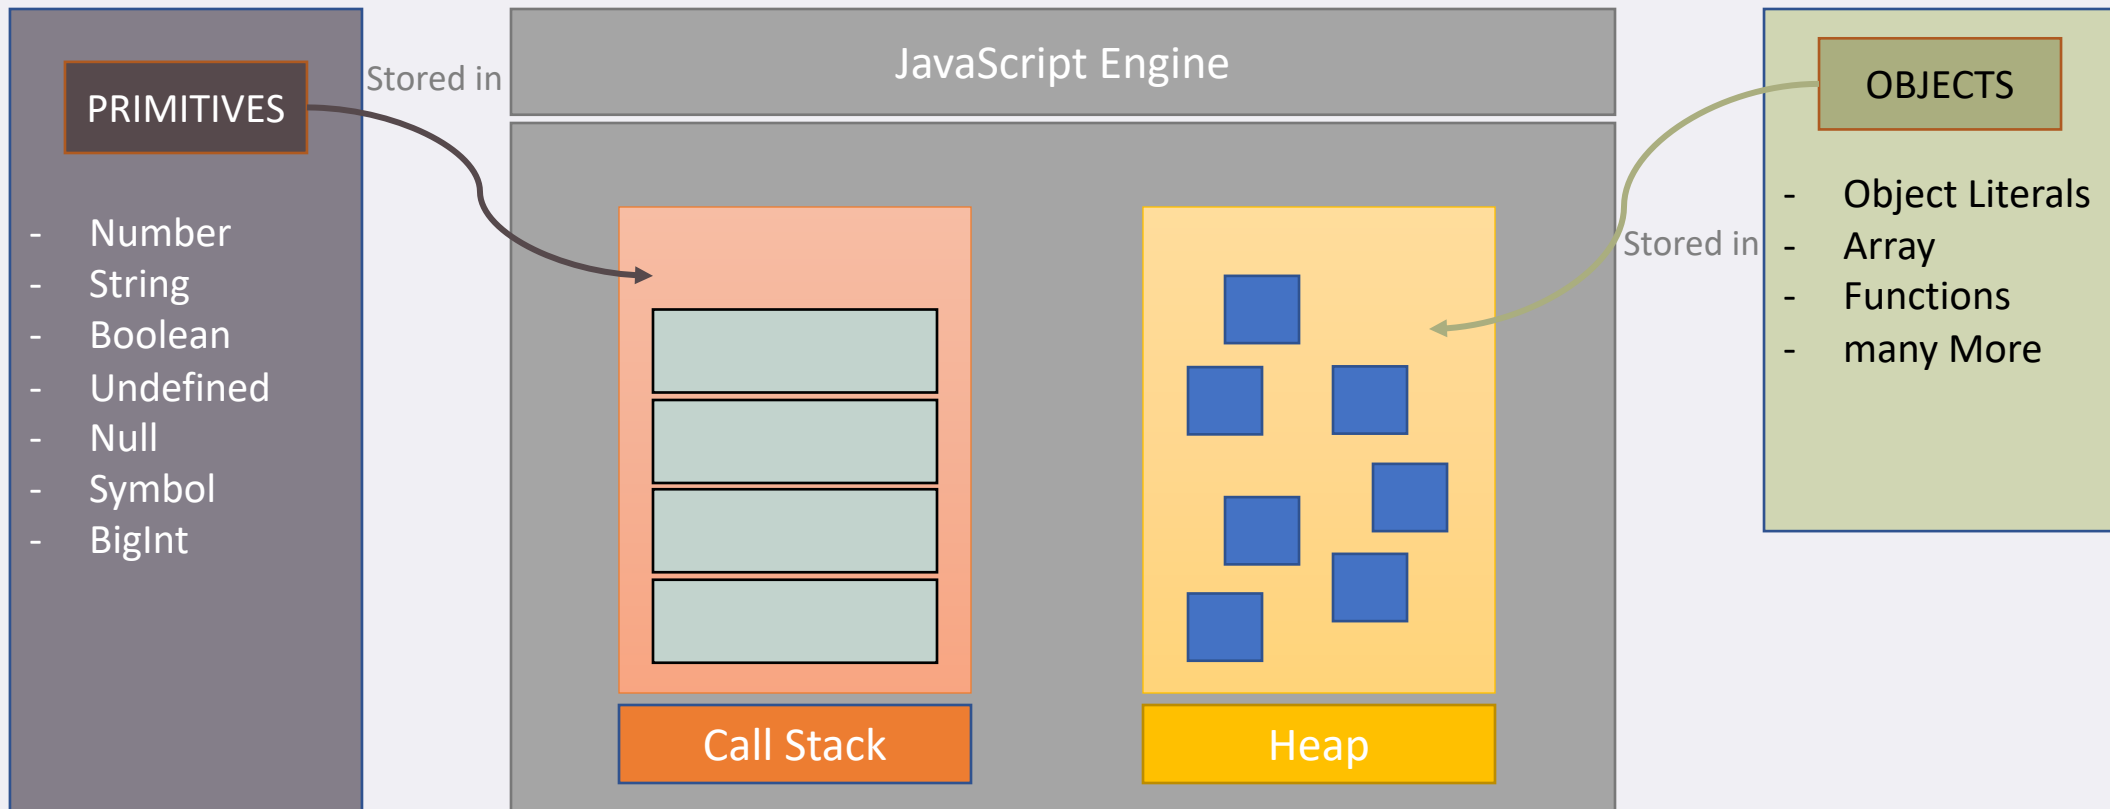 PRIMITIVES
- Number
- String
- Boolean
- Undefined
- Null
- Symbol
- BigInt
Stored in
JavaScript Engine
Call Stack
Heap
Stored in
OBJECTS
- Object Literals
- Array
- Functions
- many More